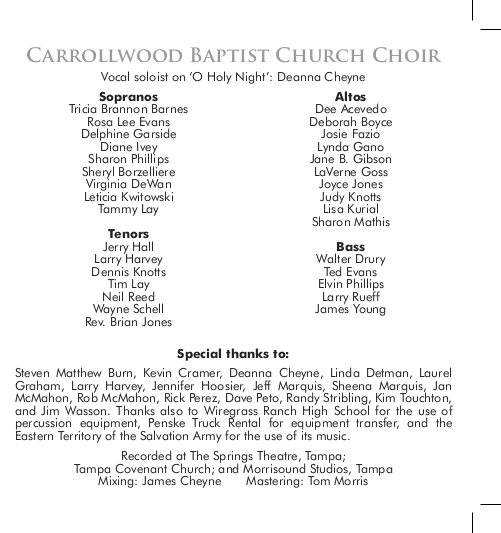 Carrollwood Baptist Church Choir
Vocal soloist on ‘O Holy Night’: Deanna Cheyne
Sopranos
Tricia Brannon Barnes
Rosa Lee Evans
Delphine Garside
Diane Ivey
Sharon Phillips
Sheryl Borzelliere
Virginia DeWan
Leticia Kwitowski
Tammy Lay
Tenors
Jerry Hall
Larry Harvey
Dennis Knotts
Tim Lay
Neil Reed
Wayne Schell
Rev. Brian Jones
Altos
Dee Acevedo
Deborah Boyce
Josie Fazio
Lynda Gano
Jane B. Gibson
LaVerne Goss
Joyce Jones
Judy Knotts
Lisa Kurial
Sharon Mathis
Bass
Walter Drury
Ted Evans
Elvin Phillips
Larry Rueff
James Young
Special thanks to:
Steven Matthew Burn, Kevin Cramer, Deanna Cheyne, Linda Detman, Laurel
Graham, Larry Harvey, Jennifer Hoosier, Jeff Marquis, Sheena Marquis, Jan
McMahon, Rob McMahon, Rick Perez, Dave Peto, Randy Stribling, Kim Touchton,
and Jim Wasson. Thanks also to Wiregrass Ranch High School for the use of
percussion equipment, Penske Truck Rental for equipment transfer, and the
Eastern Territory of the Salvation Army for the use of its music.
Recorded at The Springs Theatre, Tampa;
Tampa Covenant Church; and Morrisound Studios, Tampa
Mixing: James Cheyne Mastering: Tom Morris